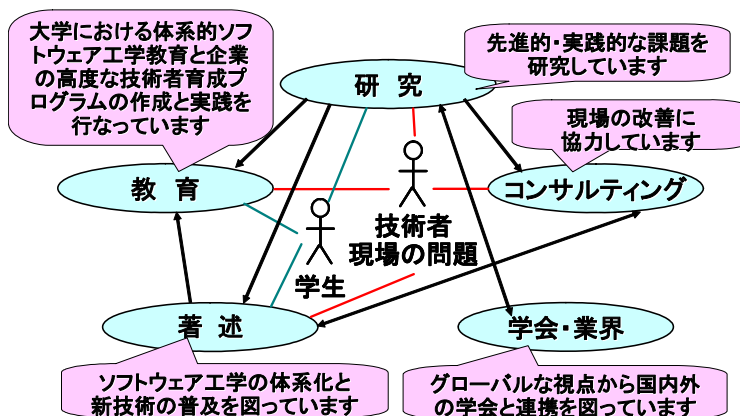 大学における体系的ソフ
トウェア工学教育と企業
の高度な技術者育成プ
ログラムの作成と実践を
行なっています
先進的・実践的な課題を
研究しています
研 究
現場の改善に
協力しています
教 育
コンサルティング
技術者
現場の問題
学生
著 述
学会・業界
ソフトウェア工学の体系化と
新技術の普及を図っています
グローバルな視点から国内外
の学会と連携を図っています